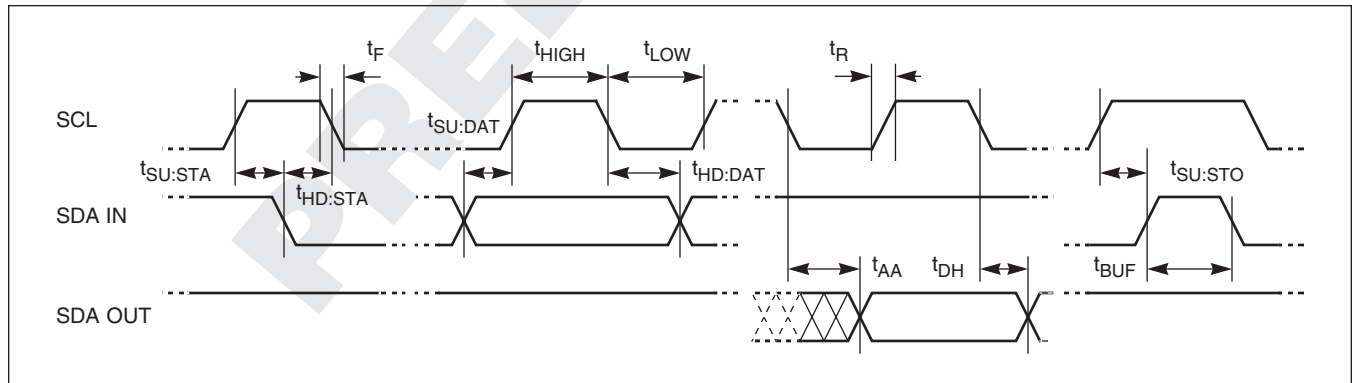 tF
tHIGH
tLOW
tR
SCL
tSU:DAT
tSU:STA
tHD:STA
tHD:DAT
tSU:STO
SDA IN
tAA
tDH
tBUF
SDA OUT